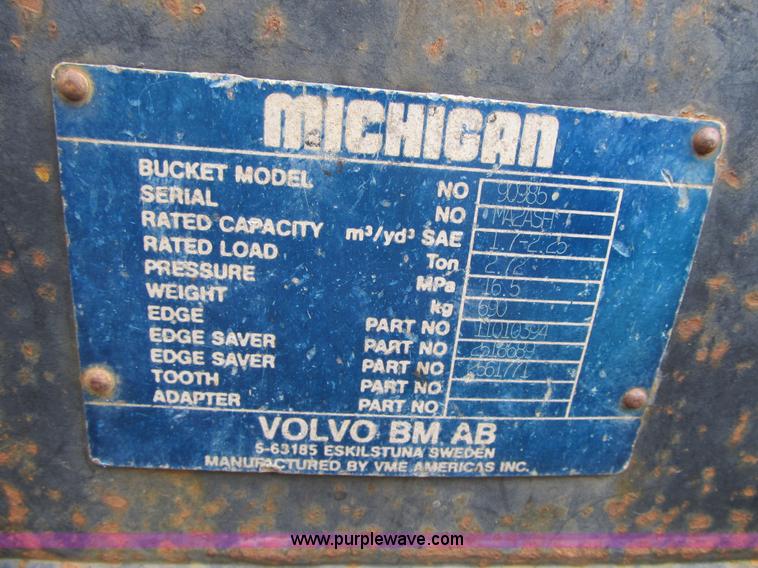 MICHIGAN
BUCKET MODEL NO 90985
SERIAL NO
RATED CAPACITY m³/yd³ SAE 1.7-2.25
RATED LOAD Ton 2.72
PRESSURE MPa 16.5
WEIGHT kg 690
EDGE PART NO 11010394
EDGE SAVER PART NO
EDGE SAVER PART NO 2561771
TOOTH PART NO
ADAPTER PART NO
VOLVO BM AB
S-63185 ESKILSTUNA SWEDEN
MANUFACTURED BY VME AMERICAS INC.
www.purplewave.com